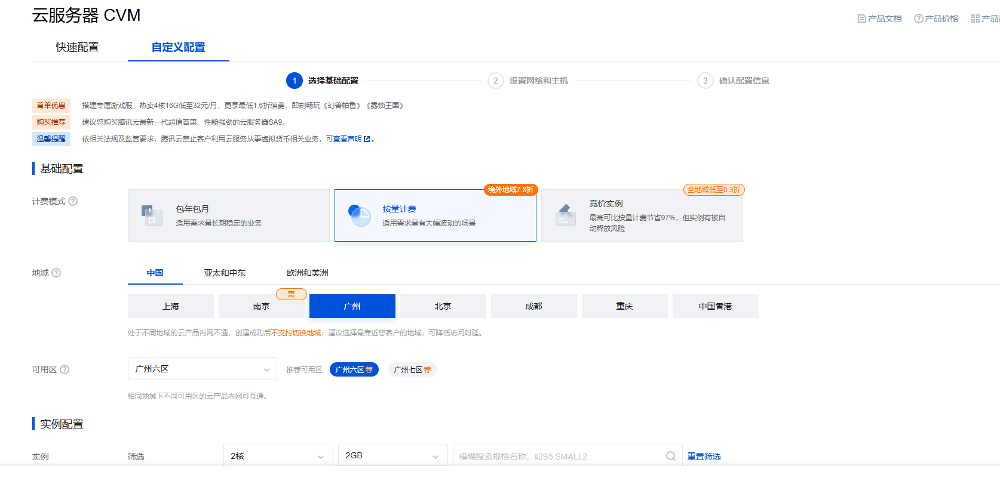 云服务器 CVM
产品文档 产品价格 产品
快速配置 自定义配置
1 选择基础配置 2 设置网络和主机 3 确认配置信息
首单优惠 搭建专属游戏服，热卖4核16G低至32元/月，更享最低1.6折续费，即刻畅玩《幻兽帕鲁》《雾锁王国》
购买推荐 建议您购买腾讯云最新一代超值普惠、性能强劲的云服务器SA9。
温馨提醒 依相关法规及监管要求，腾讯云禁止客户利用云服务从事虚拟货币相关业务，可查看声明。
基础配置
境外地域7.8折 全地域低至0.3折
计费模式 包年包月 按量计费 竞价实例
适用需求量长期稳定的业务 适用需求量有大幅波动的场景 最高可比按量计费节省97%，但实例有被自
动释放风险
地域 中国 亚太和中东 欧洲和美洲
惠
上海 南京 广州 北京 成都 重庆 中国香港
处于不同地域的云产品内网不通，创建成功后不支持切换地域；建议选择最靠近您客户的地域，可降低访问时延。
可用区 广州六区 推荐可用区 广州六区荐 广州七区荐
相同地域下不同可用区的云产品内网可互通。
实例配置
实例 筛选 2核 2GB 模糊搜索规格名称，如S5.SMALL2 重置筛选